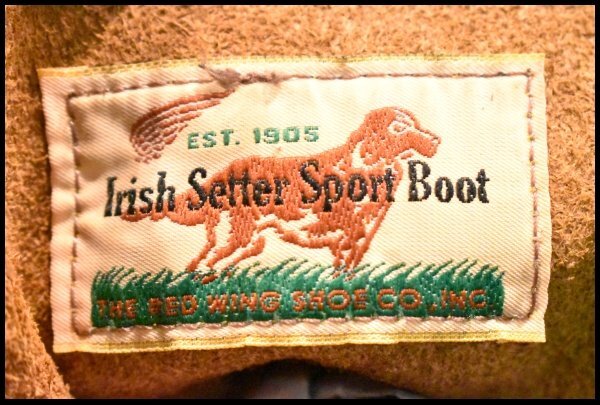 EST. 1905
Irish Setter Sport Boot
THE RED WING SHOE CO., INC.